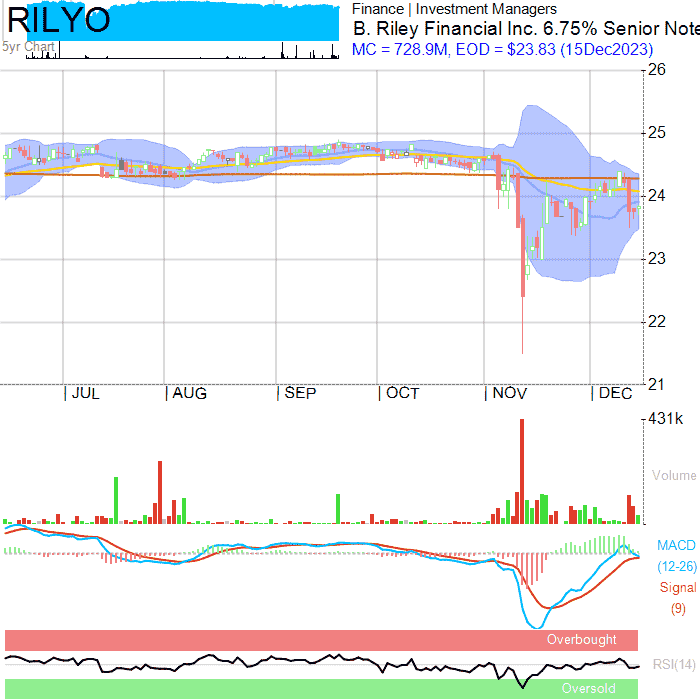 RILYO
5yr Chart
Finance | Investment Managers
B. Riley Financial Inc. 6.75% Senior Note
MC = 728.9M, EOD = $23.83 (15Dec2023)
26
25
24
23
22
21
JUL AUG SEP OCT NOV DEC
431k
Volume
MACD
(12-26)
Signal
(9)
Overbought
RSI(14)
Oversold